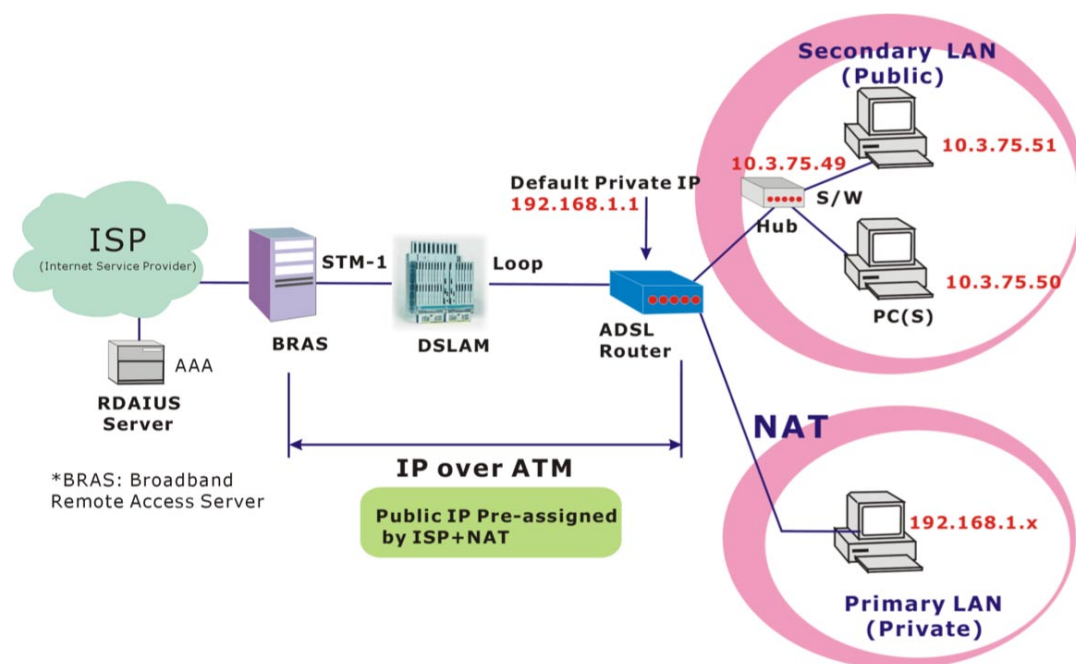 Secondary LAN
(Public)
10.3.75.51
10.3.75.49
Default Private IP
192.168.1.1
S/W
Hub
ISP
(Internet Service Provider)
STM-1
Loop
10.3.75.50
PC(S)
BRAS
DSLAM
ADSL
Router
AAA
RDAIUS
Server
NAT
IP over ATM
*BRAS: Broadband
Remote Access Server
Public IP Pre-assigned
by ISP+NAT
192.168.1.x
Primary LAN
(Private)